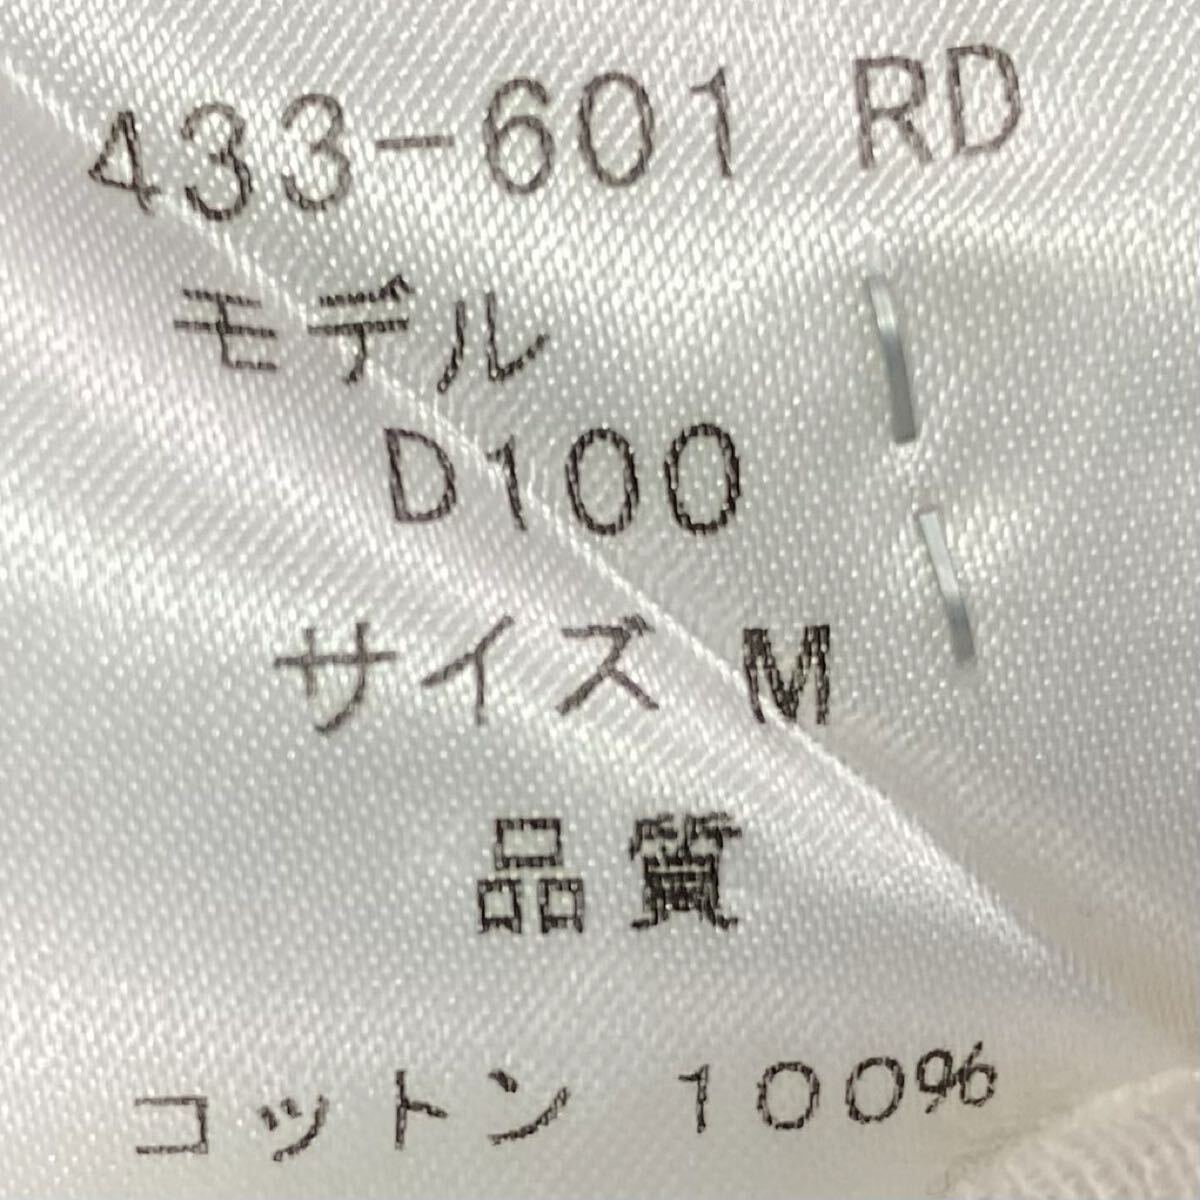 433-601 RD
モデル
D100
サイズ M
品質
コットン 100%